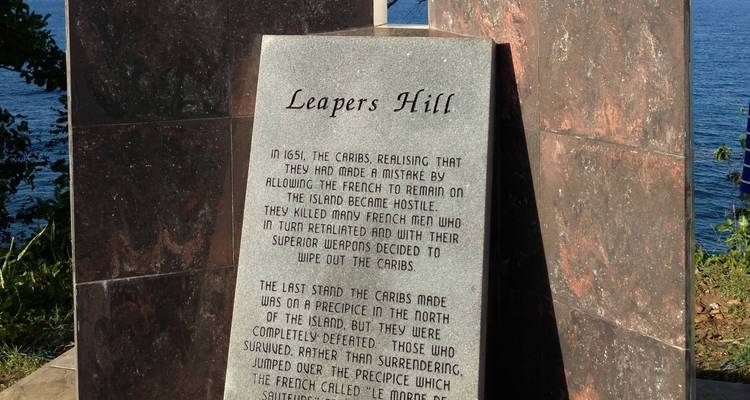 Leapers Hill
IN 1651, THE CARIBS, REALISING THAT
THEY HAD MADE A MISTAKE BY
ALLOWING THE FRENCH TO REMAIN ON
THE ISLAND BECAME HOSTILE.
THEY KILLED MANY FRENCH MEN WHO
IN TURN RETALIATED AND WITH THEIR
SUPERIOR WEAPONS DECIDED TO
WIPE OUT THE CARIBS.
THE LAST STAND THE CARIBS MADE
WAS ON A PRECIPICE IN THE NORTH
OF THE ISLAND, BUT THEY WERE
COMPLETELY DEFEATED. THOSE WHO
SURVIVED, RATHER THAN SURRENDERING,
JUMPED OVER THE PRECIPICE WHICH
THE FRENCH CALLED "LE MORNE DE
SAUTEURS"